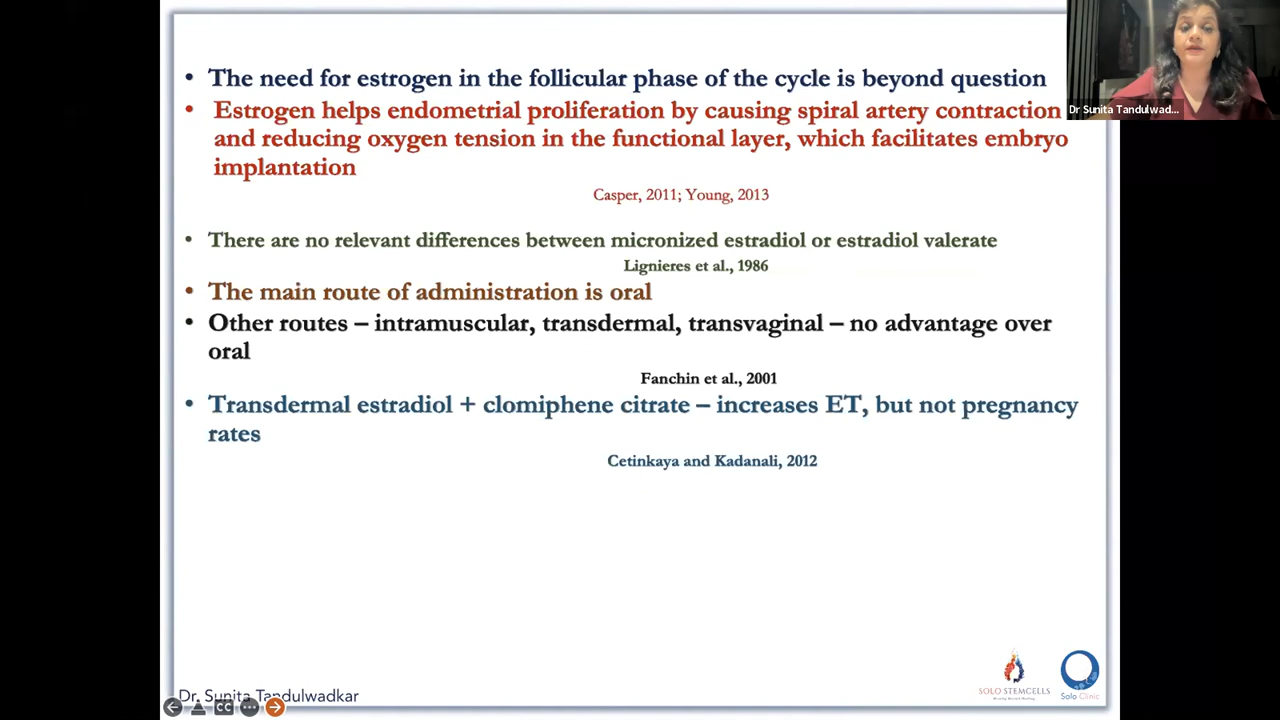 Dr Sunita Tandulwad...
• The need for estrogen in the follicular phase of the cycle is beyond question
• Estrogen helps endometrial proliferation by causing spiral artery contraction
and reducing oxygen tension in the functional layer, which facilitates embryo
implantation
Casper, 2011; Young, 2013
• There are no relevant differences between micronized estradiol or estradiol valerate
Lignieres et al., 1986
• The main route of administration is oral
• Other routes – intramuscular, transdermal, transvaginal – no advantage over
oral
Fanchin et al., 2001
• Transdermal estradiol + clomiphene citrate – increases ET, but not pregnancy
rates
Cetinkaya and Kadanali, 2012
SOLO STEMCELLS
Solo Clinic
Dr. Sunita Tandulwadkar
CC